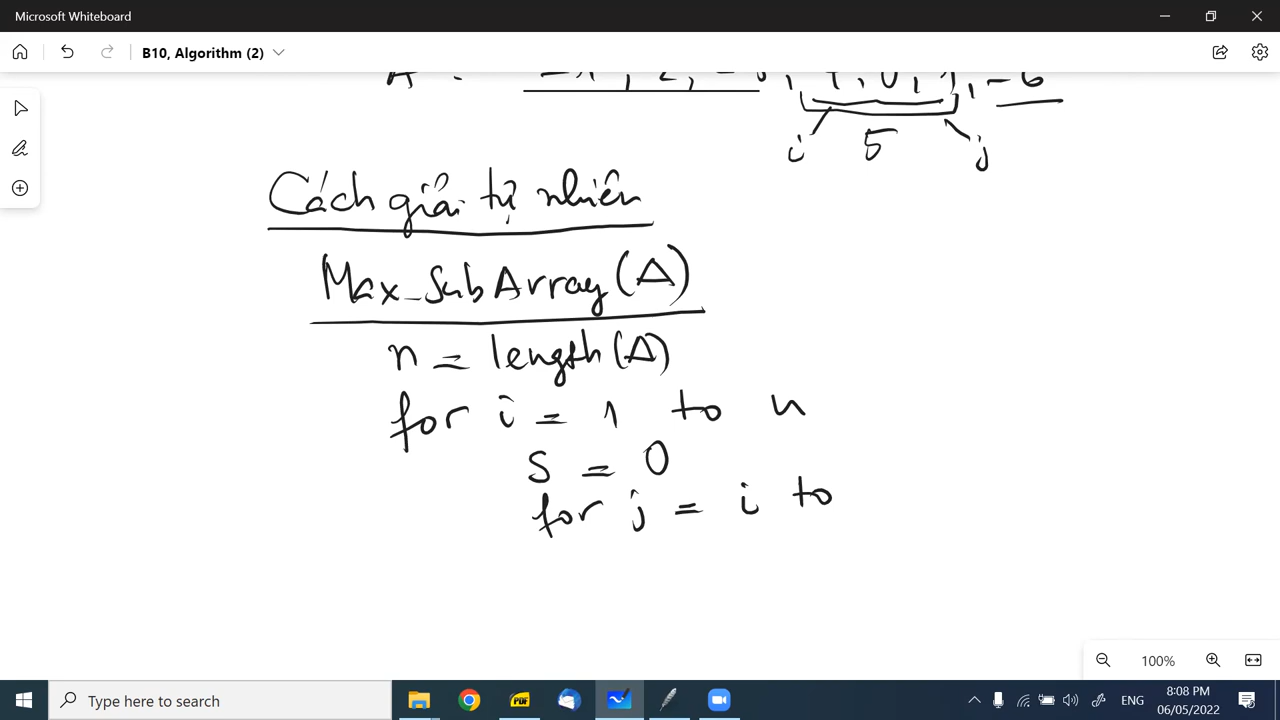 Microsoft Whiteboard
B10, Algorithm (2)
A :
i 5 j
Cách giải tự nhiên
Max_SubArray(A)
n = length(A)
for i = 1 to n
S = 0
for j = i to
100%
Type here to search
PDF
ENG
8:08 PM
06/05/2022